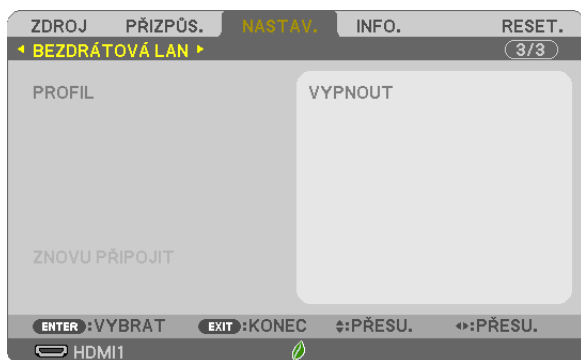 ZDROJ PŘIZPŮS. NASTAV. INFO. RESET.
BEZDRÁTOVÁ LAN 3/3
PROFIL VYPNOUT
ZNOVU PŘIPOJIT
ENTER:VYBRAT EXIT:KONEC :PŘESU. :PŘESU.
HDMI1